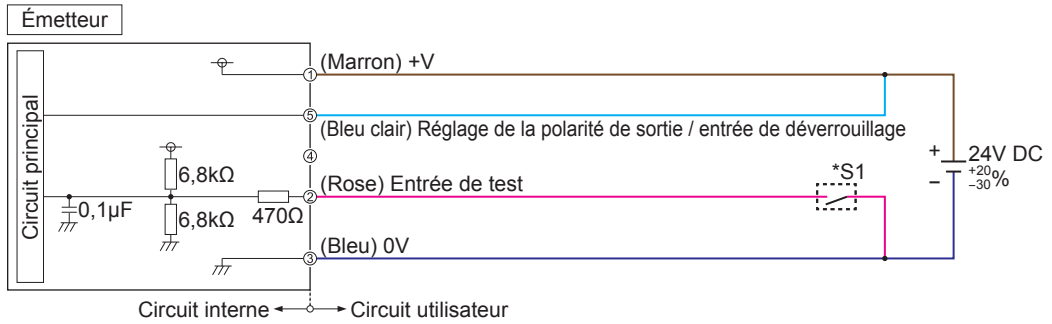 Émetteur
Circuit principal
(Marron) +V
1
5
(Bleu clair) Réglage de la polarité de sortie / entrée de déverrouillage
4
6,8kΩ
*S1
+
24V DC
+20
−30 %
−
(Rose) Entrée de test
2
0,1µF
6,8kΩ
470Ω
(Bleu) 0V
3
Circuit interne
Circuit utilisateur